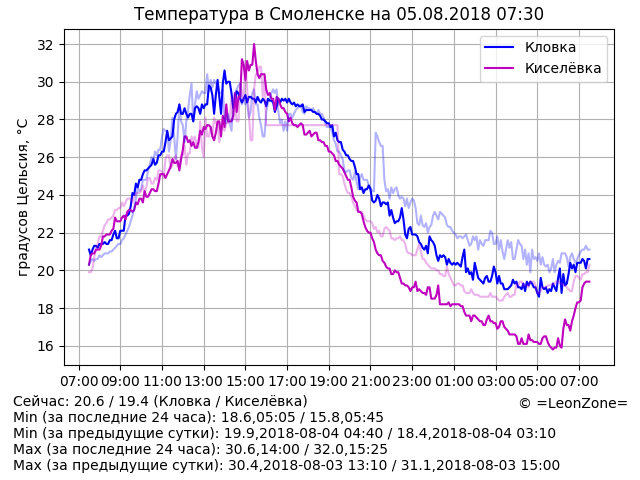 Температура в Смоленске на 05.08.2018 07:30
градусов Цельсия, °C
32
30
28
26
24
22
20
18
16
Кловка
Киселёвка
07:00 09:00 11:00 13:00 15:00 17:00 19:00 21:00 23:00 01:00 03:00 05:00 07:00
Сейчас: 20.6 / 19.4 (Кловка / Киселёвка)
© =LeonZone=
Min (за последние 24 часа): 18.6,05:05 / 15.8,05:45
Min (за предыдущие сутки): 19.9,2018-08-04 04:40 / 18.4,2018-08-04 03:10
Max (за последние 24 часа): 30.6,14:00 / 32.0,15:25
Max (за предыдущие сутки): 30.4,2018-08-03 13:10 / 31.1,2018-08-03 15:00